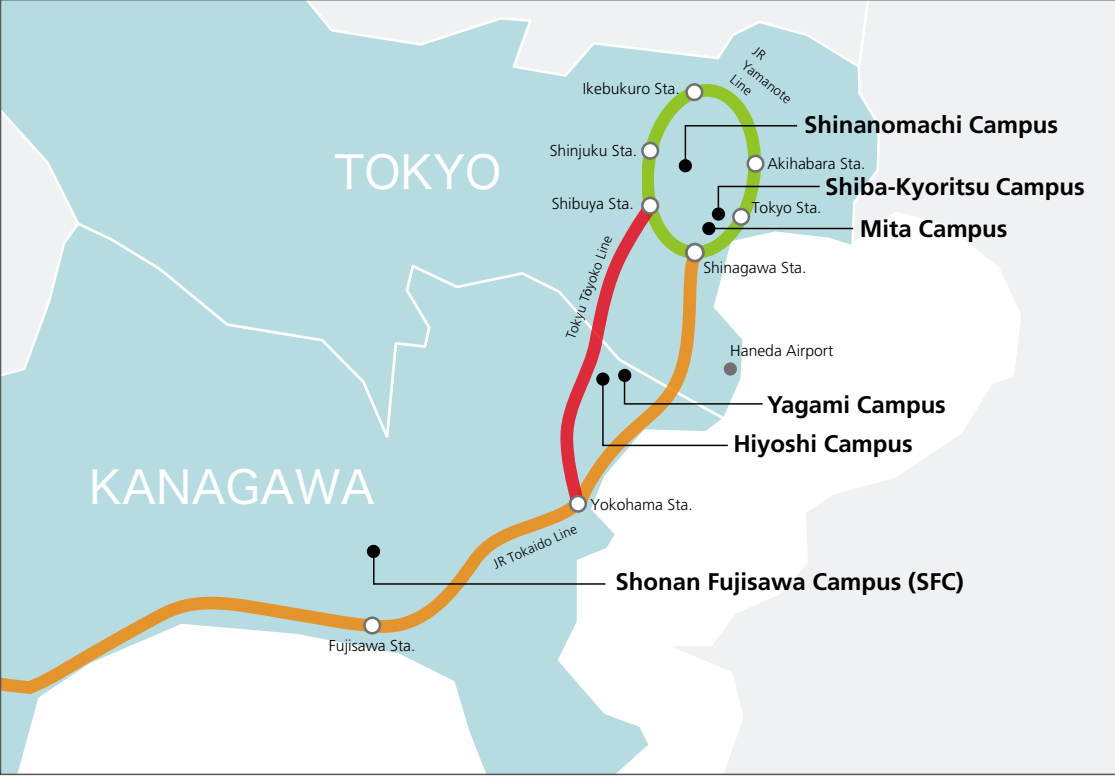 JR
Yamanote
Line
Ikebukuro Sta.
Shinanomachi Campus
Shinjuku Sta.
Akihabara Sta.
TOKYO
Shiba-Kyoritsu Campus
Shibuya Sta.
Tokyo Sta.
Mita Campus
Shinagawa Sta.
Tokyu Tōyoko Line
Haneda Airport
Yagami Campus
Hiyoshi Campus
KANAGAWA
Yokohama Sta.
JR Tokaido Line
Shonan Fujisawa Campus (SFC)
Fujisawa Sta.